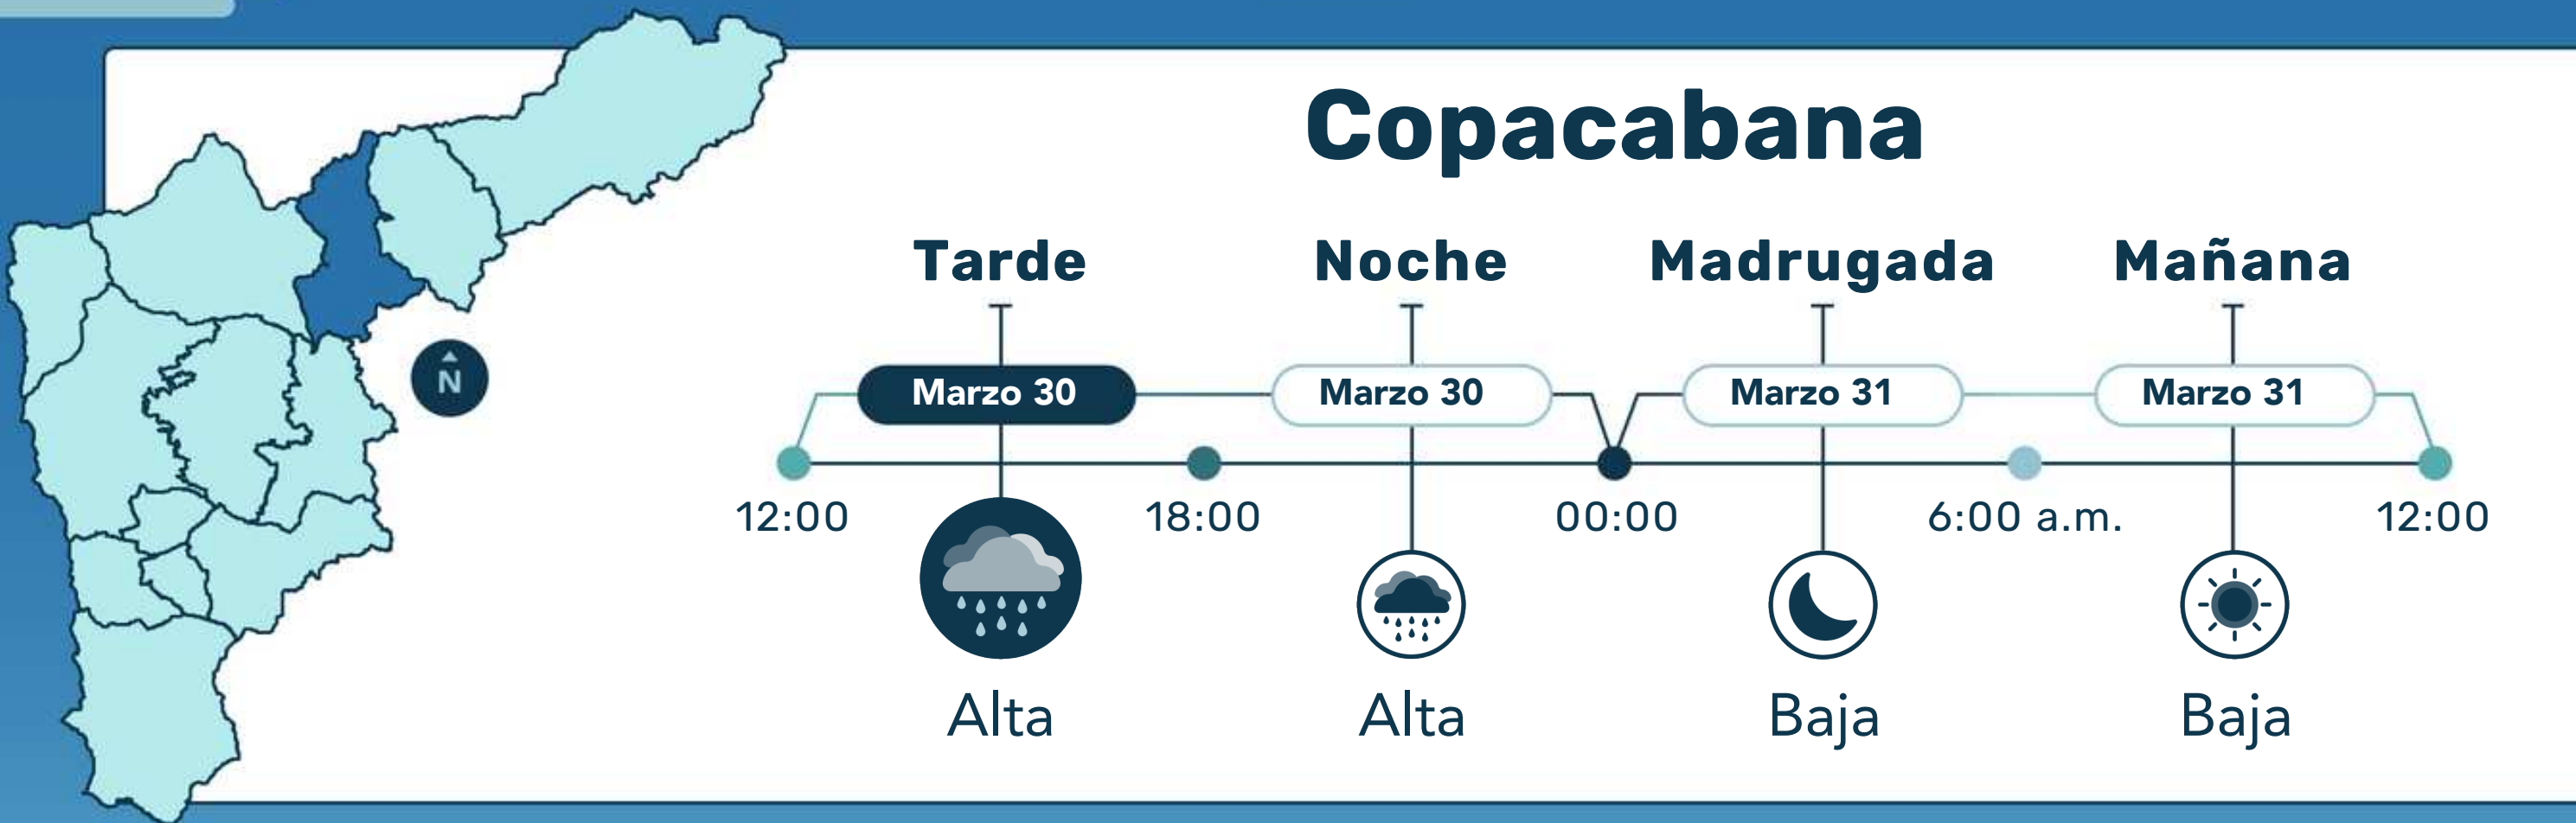 Copacabana
Tarde Noche Madrugada Mañana
Marzo 30 Marzo 30 Marzo 31 Marzo 31
N
12:00 18:00 00:00 6:00 a.m. 12:00
Alta Alta Baja Baja